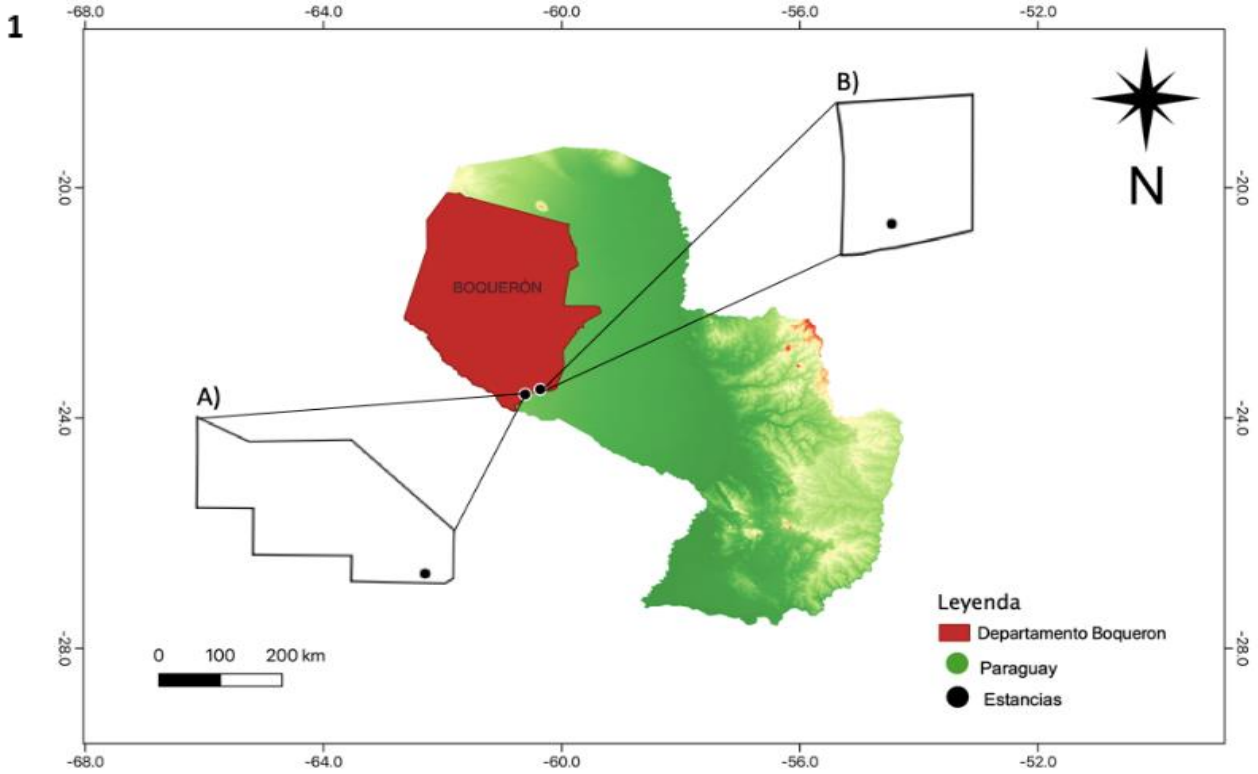 1
-68.0 -64.0 -60.0 -56.0 -52.0
B)
N
-20.0 -20.0
BOQUERÓN
A)
-24.0 -24.0
Leyenda
Departamento Boqueron
Paraguay
Estancias
0 100 200 km
-28.0 -28.0
-68.0 -64.0 -60.0 -56.0 -52.0